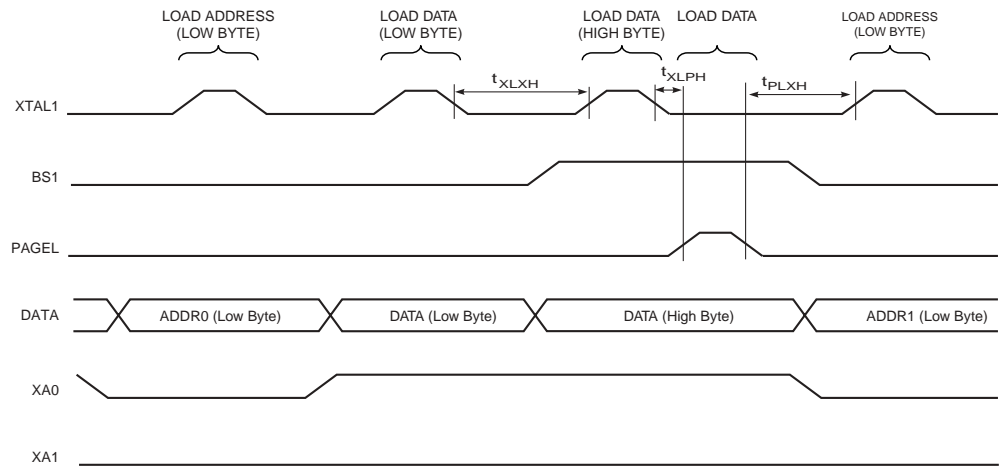 LOAD ADDRESS
(LOW BYTE)
LOAD DATA
(LOW BYTE)
LOAD DATA
(HIGH BYTE)
LOAD DATA
LOAD ADDRESS
(LOW BYTE)
tXLXH
tXLPH
tPLXH
XTAL1
BS1
PAGEL
DATA
ADDR0 (Low Byte)
DATA (Low Byte)
DATA (High Byte)
ADDR1 (Low Byte)
XA0
XA1